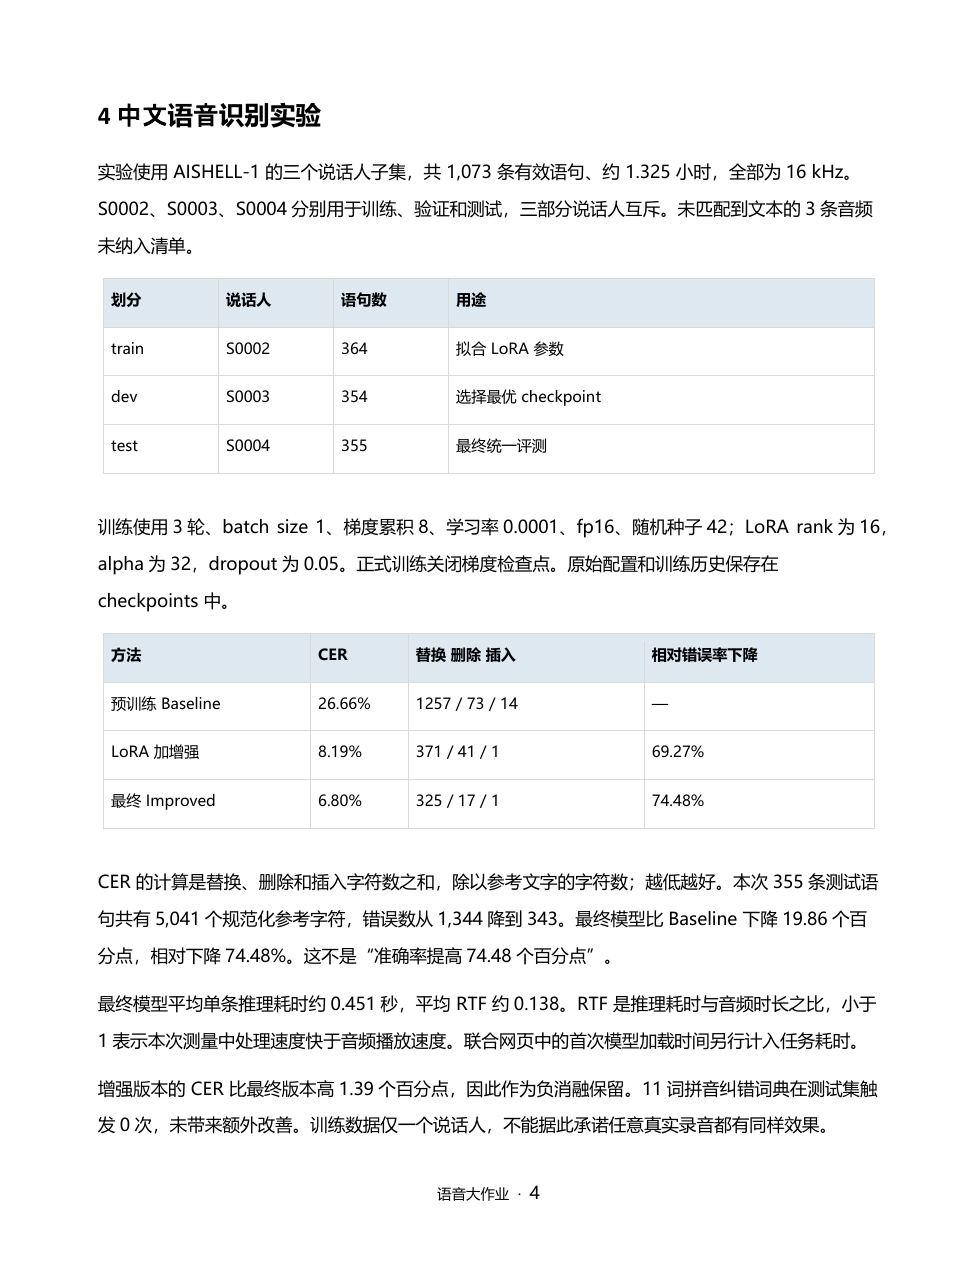 4 中文语音识别实验
实验使用 AISHELL-1 的三个说话人子集，共 1,073 条有效语句、约 1.325 小时，全部为 16 kHz。
S0002、S0003、S0004 分别用于训练、验证和测试，三部分说话人互斥。未匹配到文本的 3 条音频
未纳入清单。
划分 说话人 语句数 用途
train S0002 364 拟合 LoRA 参数
dev S0003 354 选择最优 checkpoint
test S0004 355 最终统一评测
训练使用 3 轮、batch size 1、梯度累积 8、学习率 0.0001、fp16、随机种子 42；LoRA rank 为 16，
alpha 为 32，dropout 为 0.05。正式训练关闭梯度检查点。原始配置和训练历史保存在
checkpoints 中。
方法 CER 替换 删除 插入 相对错误率下降
预训练 Baseline 26.66% 1257 / 73 / 14 —
LoRA 加增强 8.19% 371 / 41 / 1 69.27%
最终 Improved 6.80% 325 / 17 / 1 74.48%
CER 的计算是替换、删除和插入字符数之和，除以参考文字的字符数；越低越好。本次 355 条测试语
句共有 5,041 个规范化参考字符，错误数从 1,344 降到 343。最终模型比 Baseline 下降 19.86 个百
分点，相对下降 74.48%。这不是“准确率提高 74.48 个百分点”。
最终模型平均单条推理耗时约 0.451 秒，平均 RTF 约 0.138。RTF 是推理耗时与音频时长之比，小于
1 表示本次测量中处理速度快于音频播放速度。联合网页中的首次模型加载时间另行计入任务耗时。
增强版本的 CER 比最终版本高 1.39 个百分点，因此作为负消融保留。11 词拼音纠错词典在测试集触
发 0 次，未带来额外改善。训练数据仅一个说话人，不能据此承诺任意真实录音都有同样效果。
语音大作业 · 4